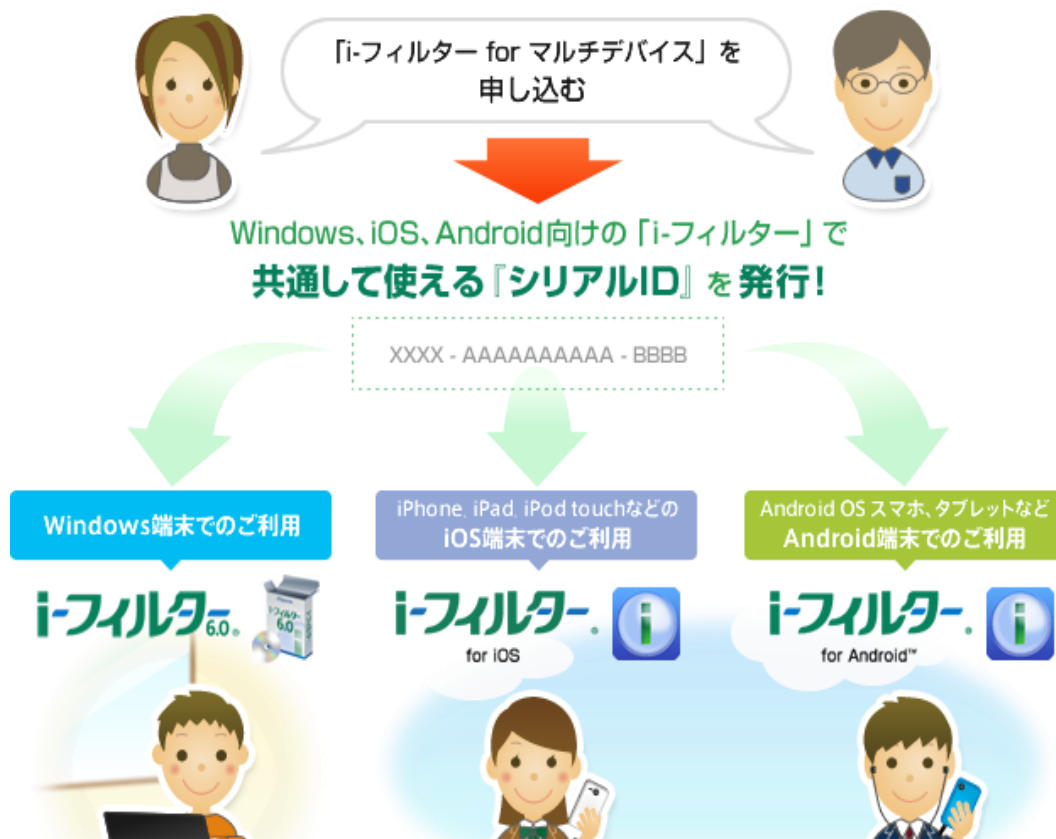 「i-フィルター for マルチデバイス」を
申し込む
Windows、iOS、Android向けの「i-フィルター」で
共通して使える『シリアルID』を発行!
XXXX - AAAAAAAAAA - BBBB
Windows端末でのご利用
iPhone, iPad, iPod touchなどの
iOS端末でのご利用
Android OS スマホ、タブレットなど
Android端末でのご利用
i-フィルター 6.0®
i-フィルター 6.0
i-フィルター®
for iOS
i
i-フィルター®
for Android™
i